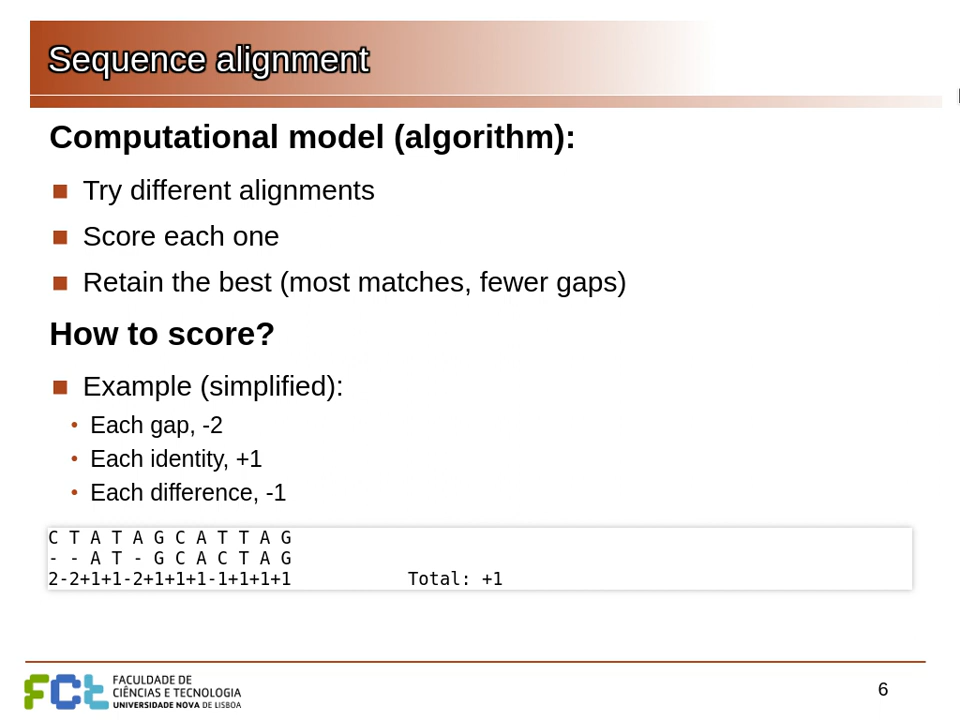 Sequence alignment
Computational model (algorithm):
Try different alignments
Score each one
Retain the best (most matches, fewer gaps)
How to score?
Example (simplified):
Each gap, -2
Each identity, +1
Each difference, -1
C T A T A G C A T T A G
- - A T - G C A C T A G
2-2+1+1-2+1+1+1-1+1+1+1 Total: +1
FCt
FACULDADE DE
CIÊNCIAS E TECNOLOGIA
UNIVERSIDADE NOVA DE LISBOA
6